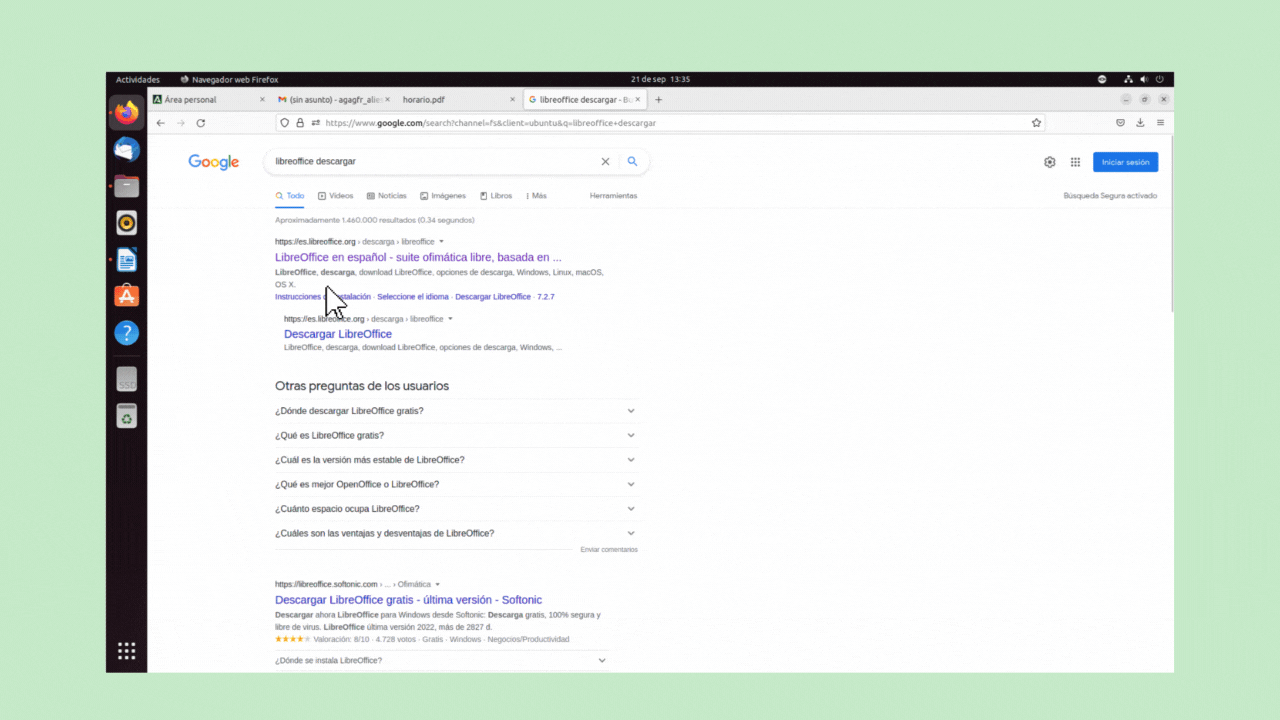 Actividades Navegador web Firefox 21 de sep 13:35
Área personal (sin asunto) - agagfr_alie horario.pdf libreoffice descargar - Bu
https://www.google.com/search?channel=fs&client=ubuntu&q=libreoffice+descargar
Google libreoffice descargar Iniciar sesión
Todo Vídeos Noticias Imágenes Libros Más Herramientas Búsqueda Segura activado
Aproximadamente 1.460.000 resultados (0,34 segundos)
https://es.libreoffice.org › descarga › libreoffice
LibreOffice en español - suite ofimática libre, basada en ...
LibreOffice, descarga, download LibreOffice, opciones de descarga, Windows, Linux, macOS,
OS X.
Instrucciones instalación · Seleccione el idioma · Descargar LibreOffice · 7.2.7
https://es.libreoffice.org › descarga › libreoffice
Descargar LibreOffice
LibreOffice, descarga, download LibreOffice, opciones de descarga, Windows, ...
Otras preguntas de los usuarios
¿Dónde descargar LibreOffice gratis?
¿Qué es LibreOffice gratis?
¿Cuál es la versión más estable de LibreOffice?
¿Qué es mejor OpenOffice o LibreOffice?
¿Cuánto espacio ocupa LibreOffice?
¿Cuáles son las ventajas y desventajas de LibreOffice?
Enviar comentarios
https://libreoffice.softonic.com › ... › Ofimática
Descargar LibreOffice gratis - última versión - Softonic
Descargar ahora LibreOffice para Windows desde Softonic: Descarga gratis, 100% segura y
libre de virus. LibreOffice última versión 2022, más de 2827 d.
Valoración: 8/10 · 4.728 votos · Gratis · Windows · Negocios/Productividad
¿Dónde se instala LibreOffice?
SSD